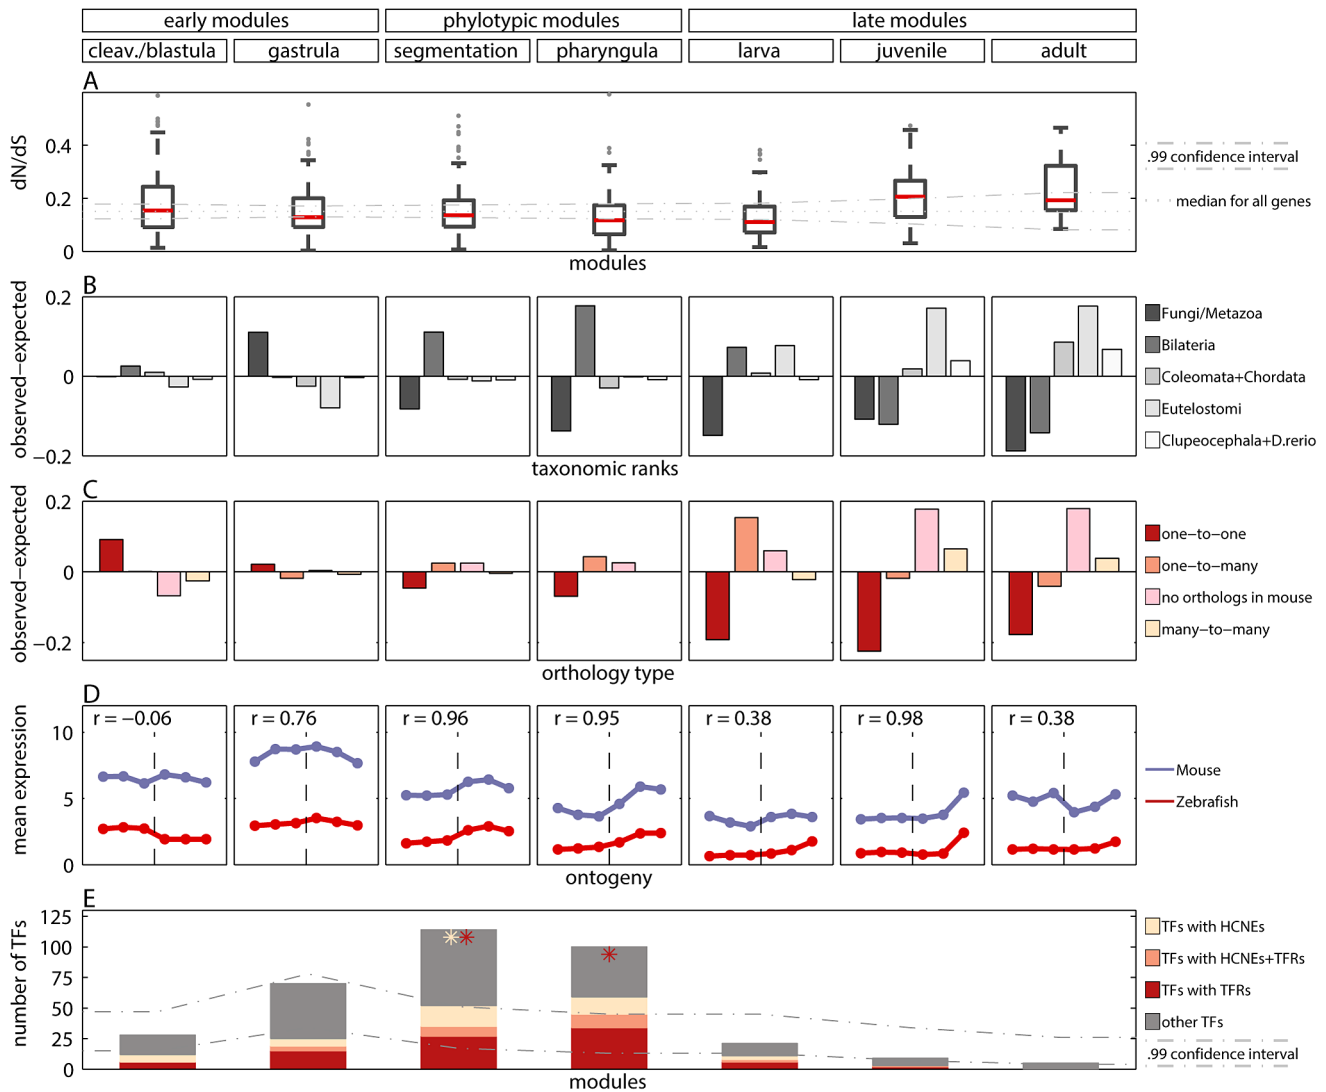 early modules
phylotypic modules
late modules
cleav./blastula
gastrula
segmentation
pharyngula
larva
juvenile
adult
A
dN/dS
0.4
0.2
0
modules
.99 confidence interval
median for all genes
B
observed−expected
0.2
0
−0.2
taxonomic ranks
Fungi/Metazoa
Bilateria
Coleomata+Chordata
Eutelostomi
Clupeocephala+D.rerio
C
observed−expected
0.2
0
−0.2
orthology type
one−to−one
one−to−many
no orthologs in mouse
many−to−many
D
mean expression
10
5
0
r = −0.06
r = 0.76
r = 0.96
r = 0.95
r = 0.38
r = 0.98
r = 0.38
ontogeny
Mouse
Zebrafish
E
number of TFs
125
100
75
50
25
0
modules
TFs with HCNEs
TFs with HCNEs+TFRs
TFs with TFRs
other TFs
.99 confidence interval